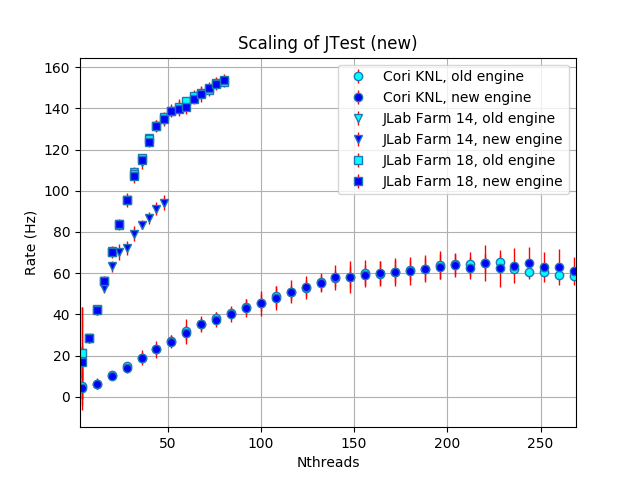 Scaling of JTest (new)
Cori KNL, old engine
Cori KNL, new engine
JLab Farm 14, old engine
JLab Farm 14, new engine
JLab Farm 18, old engine
JLab Farm 18, new engine
Rate (Hz)
160
140
120
100
80
60
40
20
0
50 100 150 200 250
Nthreads